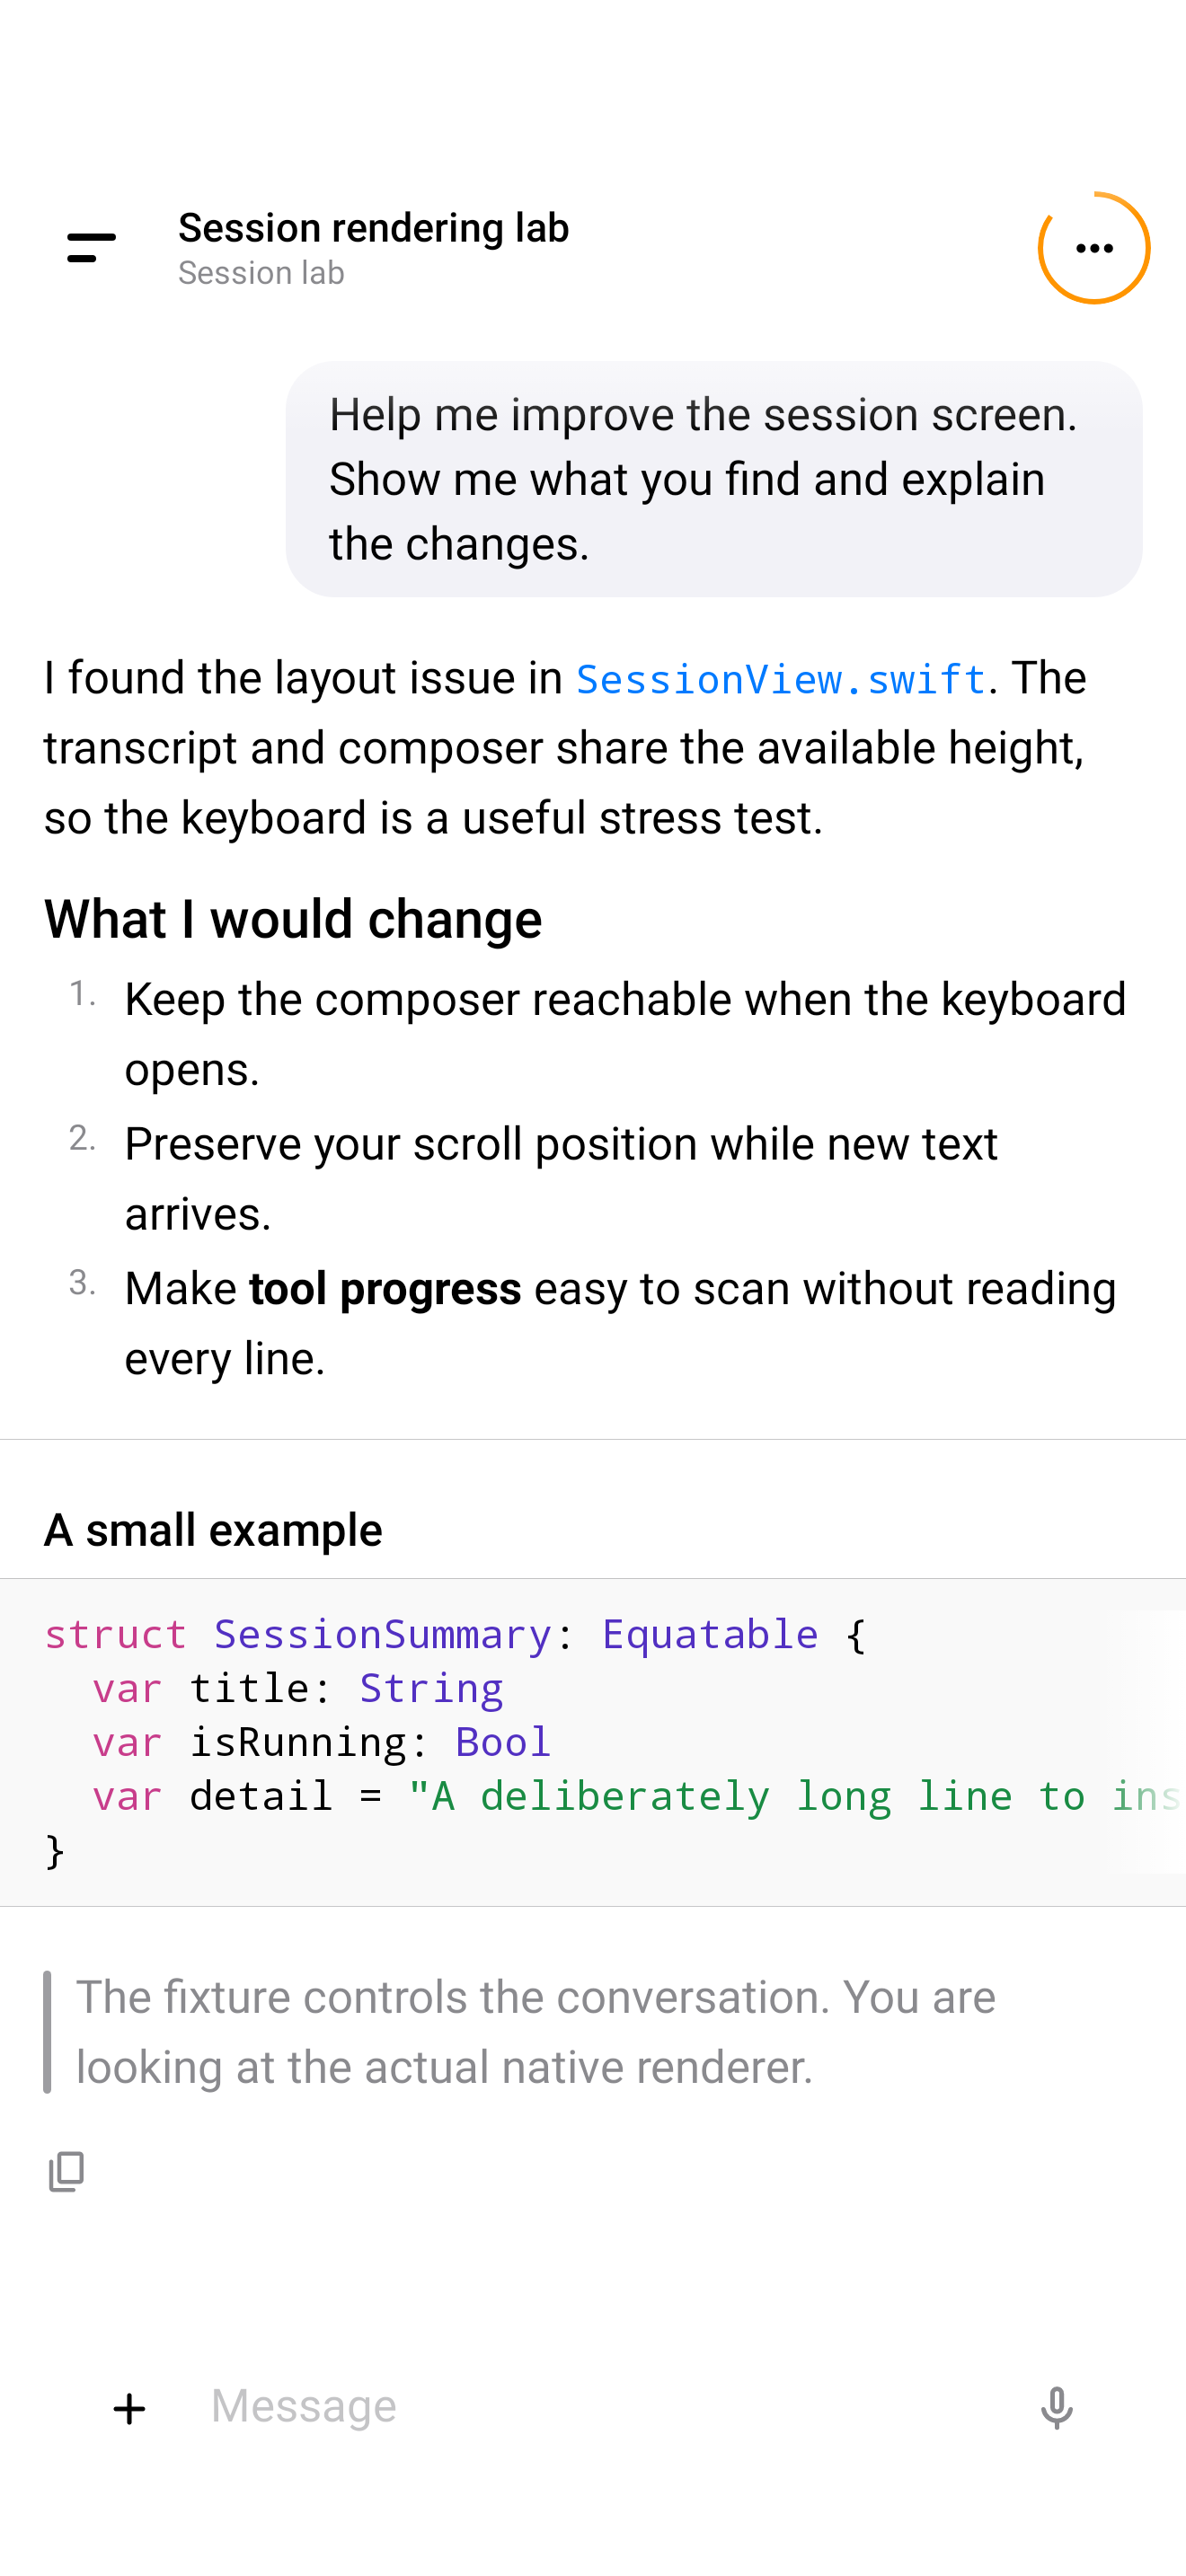 Session rendering lab
Session lab
Help me improve the session screen.
Show me what you find and explain
the changes.
I found the layout issue in SessionView.swift. The
transcript and composer share the available height,
so the keyboard is a useful stress test.
What I would change
1. Keep the composer reachable when the keyboard
opens.
2. Preserve your scroll position while new text
arrives.
3. Make tool progress easy to scan without reading
every line.
A small example
struct SessionSummary: Equatable {
  var title: String
  var isRunning: Bool
  var detail = "A deliberately long line to ins
}
The fixture controls the conversation. You are
looking at the actual native renderer.
Message